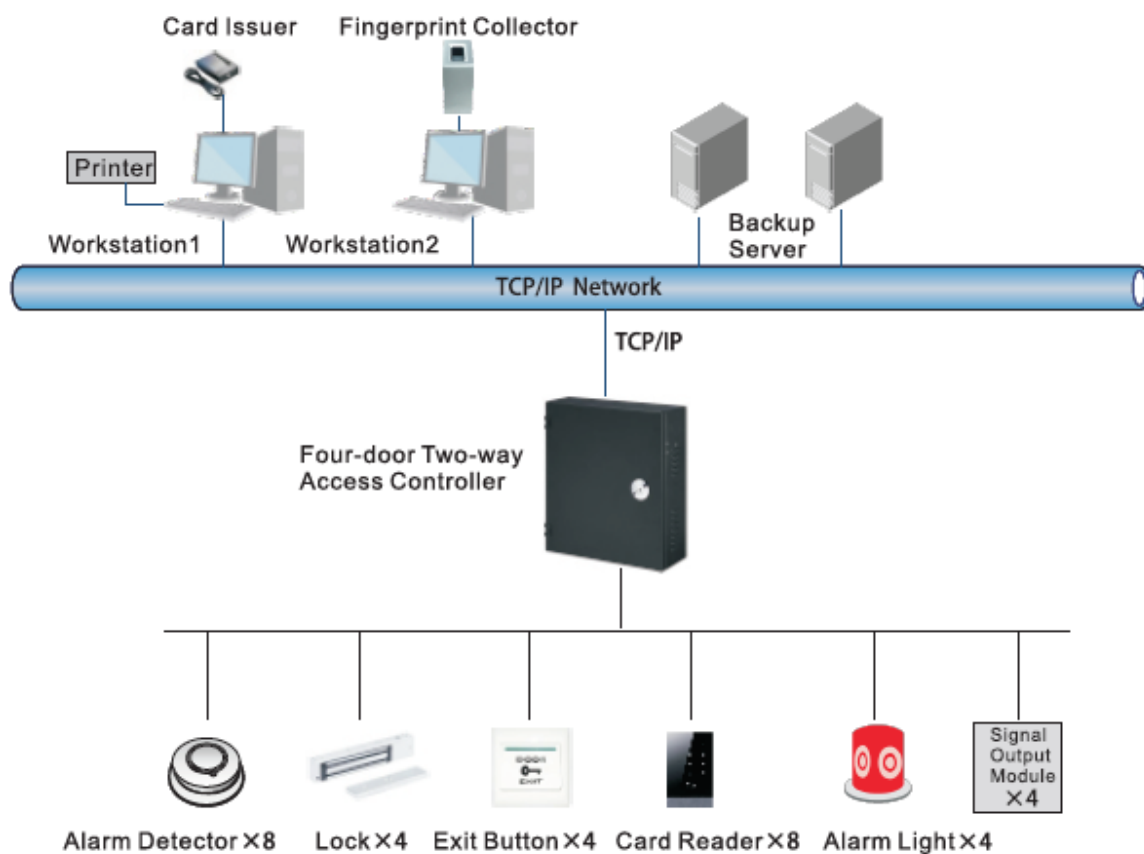 Card Issuer
Fingerprint Collector
Printer
Workstation1
Workstation2
Backup
Server
TCP/IP Network
TCP/IP
Four-door Two-way
Access Controller
EXIT
Signal
Output
Module
×4
Alarm Detector×8
Lock×4
Exit Button×4
Card Reader×8
Alarm Light×4